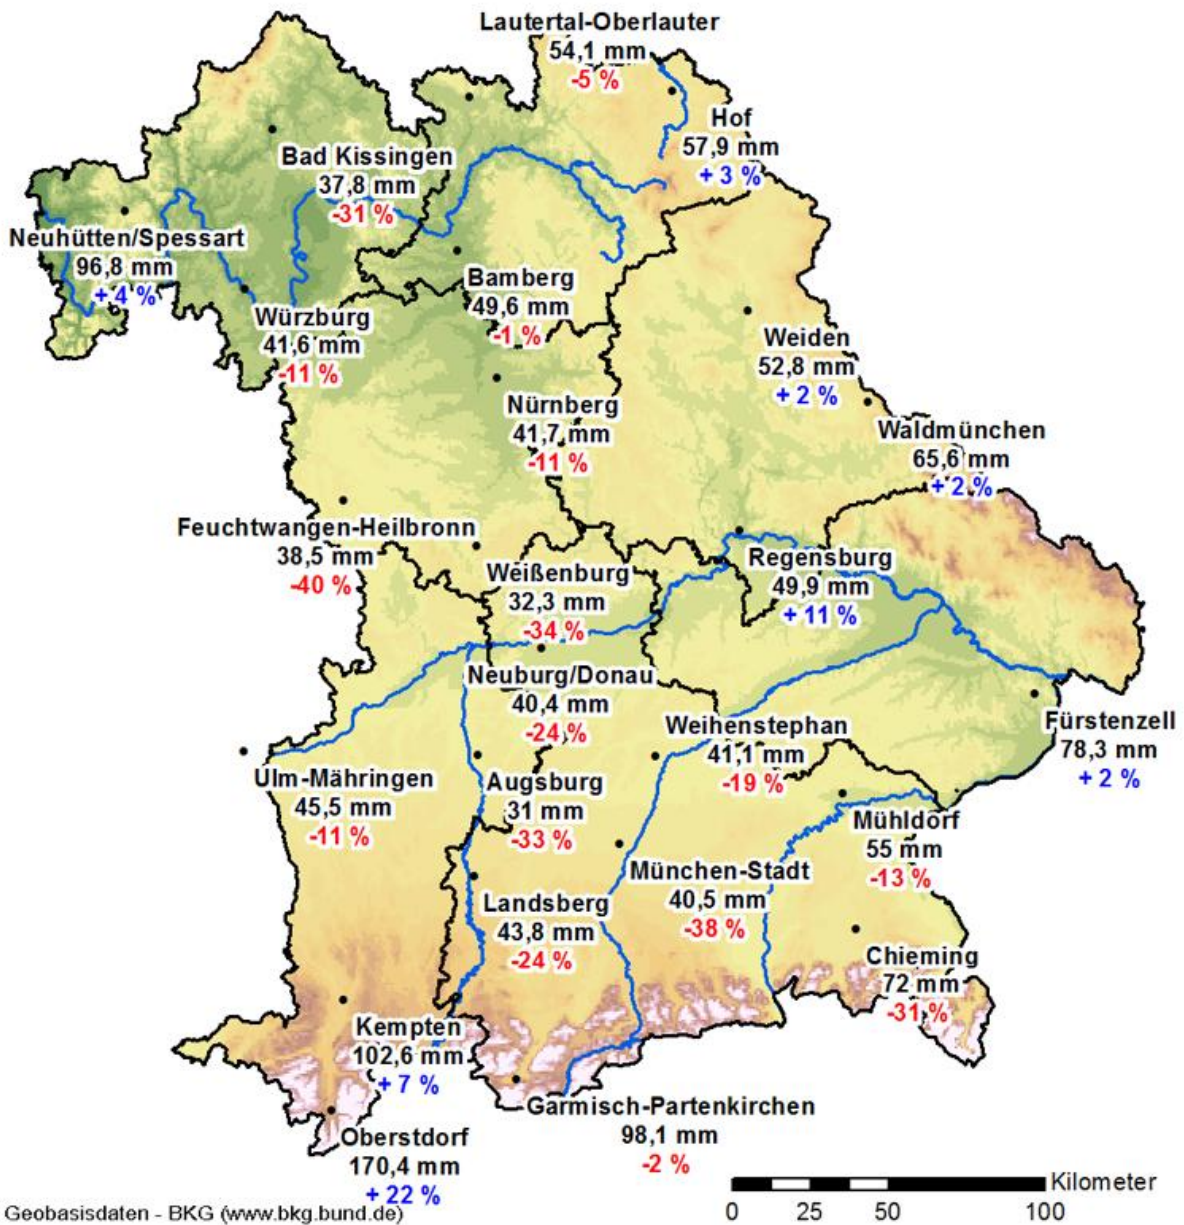 Lautertal-Oberlauter
54,1 mm
-5 %
Hof
57,9 mm
+ 3 %
Bad Kissingen
37,8 mm
-31 %
Neuhütten/Spessart
96,8 mm
+ 4 %
Bamberg
49,6 mm
-1 %
Würzburg
41,6 mm
-11 %
Weiden
52,8 mm
+ 2 %
Nürnberg
41,7 mm
-11 %
Waldmünchen
65,6 mm
+ 2 %
Feuchtwangen-Heilbronn
38,5 mm
-40 %
Weißenburg
32,3 mm
-34 %
Regensburg
49,9 mm
+ 11 %
Neuburg/Donau
40,4 mm
-24 %
Weihenstephan
41,1 mm
-19 %
Fürstenzell
78,3 mm
+ 2 %
Ulm-Mähringen
45,5 mm
-11 %
Augsburg
31 mm
-33 %
Mühldorf
55 mm
-13 %
München-Stadt
40,5 mm
-38 %
Landsberg
43,8 mm
-24 %
Chieming
72 mm
-31 %
Kempten
102,6 mm
+ 7 %
Garmisch-Partenkirchen
98,1 mm
-2 %
Oberstdorf
170,4 mm
+ 22 %
Kilometer
0 25 50 100
Geobasisdaten - BKG (www.bkg.bund.de)